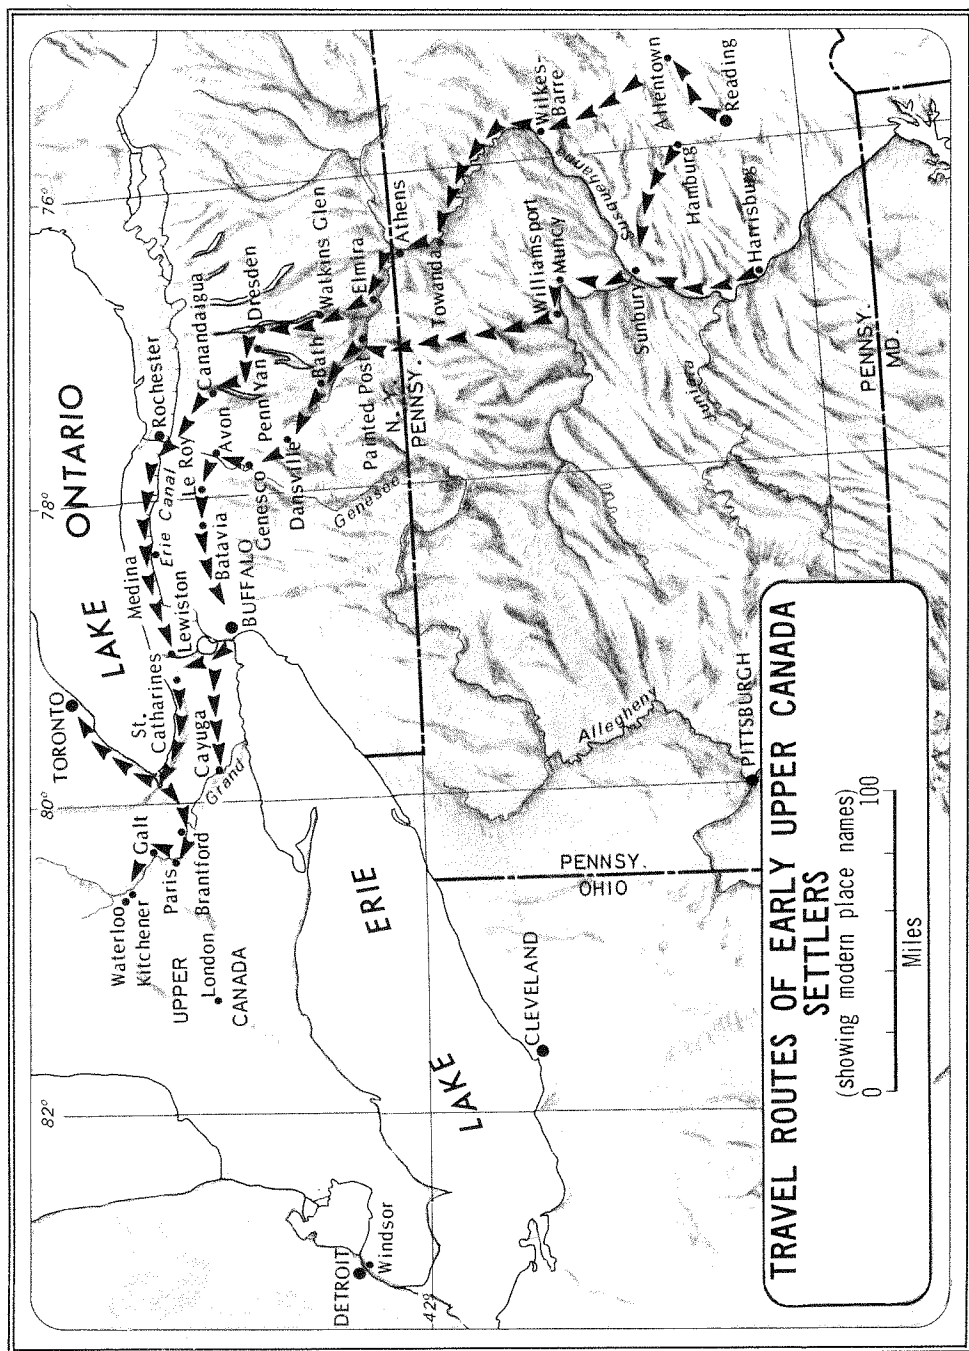 76°
78°
80°
82°
42°
LAKE ONTARIO
TORONTO
Rochester
Medina
Erie Canal
Lewiston
St.
Catharines
Canandaigua
Le Roy
Avon
Batavia
BUFFALO
Genesco
Dansville
Genesee
Dresden
Penn Yan
Watkins Glen
Bath
Elmira
Painted Post
Athens
N. Y.
PENNSY.
Towanda
Wilkes-
Barre
Allentown
Reading
Hamburg
Harrisburg
Susquehanna
Williamsport
Muncy
Sunbury
Juniata
PENNSY.
MD.
Cayuga
Grand
Galt
Waterloo
Kitchener
Paris
Brantford
UPPER
London
CANADA
LAKE ERIE
DETROIT
Windsor
CLEVELAND
PENNSY.
OHIO
Allegheny
PITTSBURGH
TRAVEL ROUTES OF EARLY UPPER CANADA
SETTLERS
(showing modern place names)
0 100
Miles